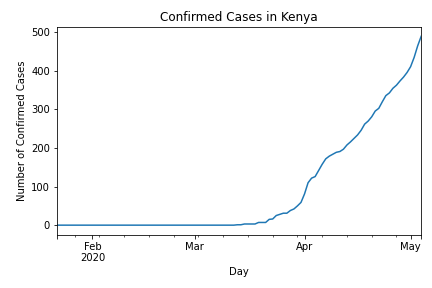 Confirmed Cases in Kenya
500
400
300
200
100
0
Number of Confirmed Cases
Feb
2020
Mar
Apr
May
Day